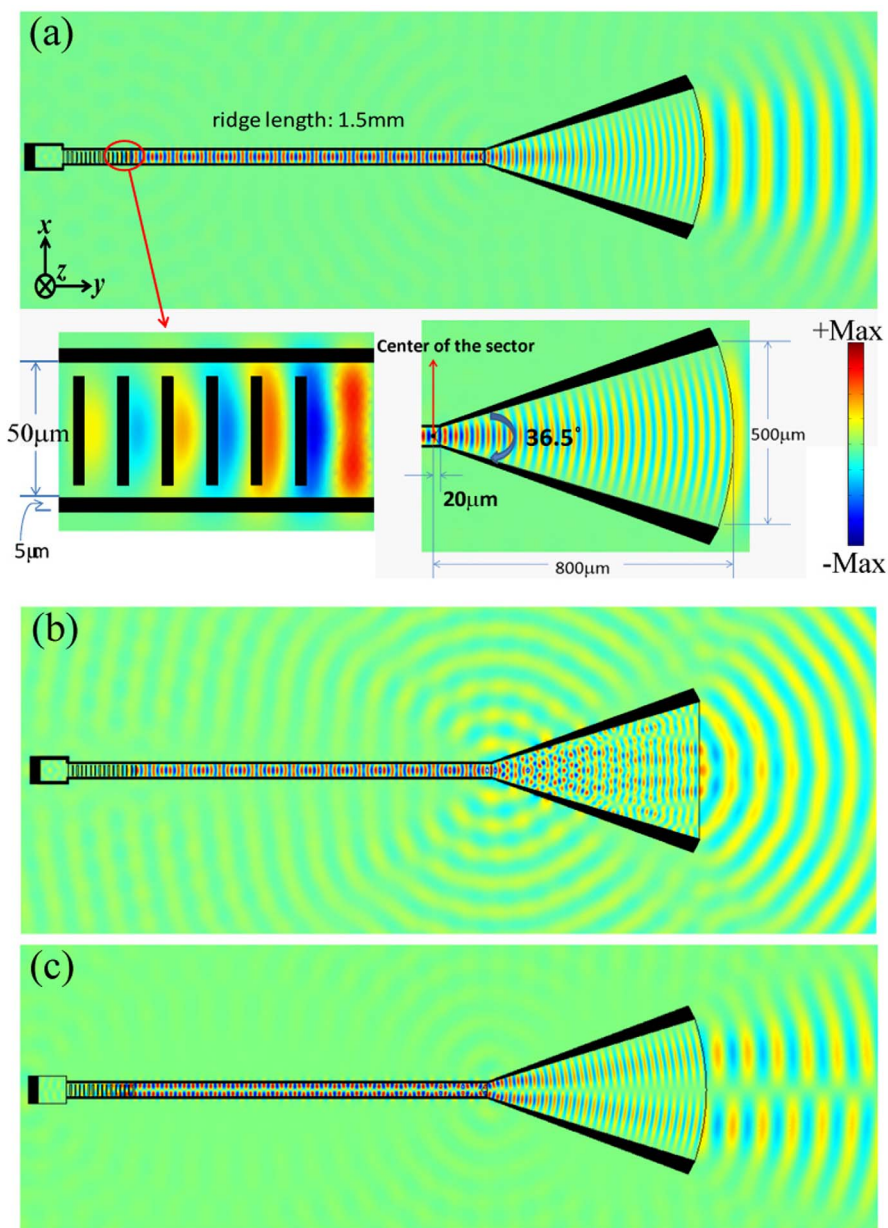 (a)
ridge length: 1.5mm
x
z
y
Center of the sector
+Max
50μm
36.5°
500μm
20μm
5μm
800μm
-Max
(b)
(c)